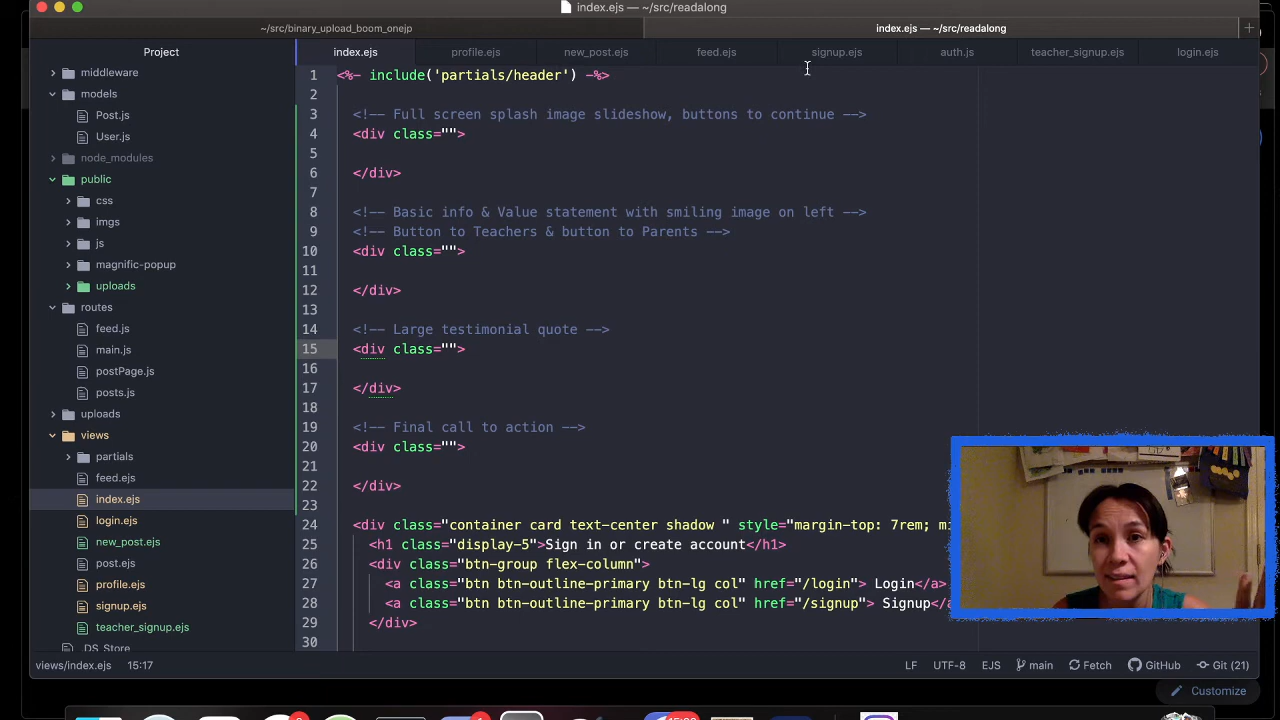 index.ejs — ~/src/readalong
~/src/binary_upload_boom_onejp
index.ejs — ~/src/readalong
Project
index.ejs
profile.ejs
new_post.ejs
feed.ejs
signup.ejs
auth.js
teacher_signup.ejs
login.ejs
middleware
models
Post.js
User.js
node_modules
public
css
imgs
js
magnific-popup
uploads
routes
feed.js
main.js
postPage.js
posts.js
uploads
views
partials
feed.ejs
index.ejs
login.ejs
new_post.ejs
post.ejs
profile.ejs
signup.ejs
teacher_signup.ejs
.DS_Store
1 <%- include('partials/header') -%>
2
3 <!-- Full screen splash image slideshow, buttons to continue -->
4 <div class="">
5
6 </div>
7
8 <!-- Basic info & Value statement with smiling image on left -->
9 <!-- Button to Teachers & button to Parents -->
10 <div class="">
11
12 </div>
13
14 <!-- Large testimonial quote -->
15 <div class="">
16
17 </div>
18
19 <!-- Final call to action -->
20 <div class="">
21
22 </div>
23
24 <div class="container card text-center shadow " style="margin-top: 7rem;
25 <h1 class="display-5">Sign in or create account</h1>
26 <div class="btn-group flex-column">
27 <a class="btn btn-outline-primary btn-lg col" href="/login"> Login</a>
28 <a class="btn btn-outline-primary btn-lg col" href="/signup"> Signup</a
29 </div>
30
views/index.ejs 15:17
LF UTF-8 EJS main Fetch GitHub Git (21)
Customize